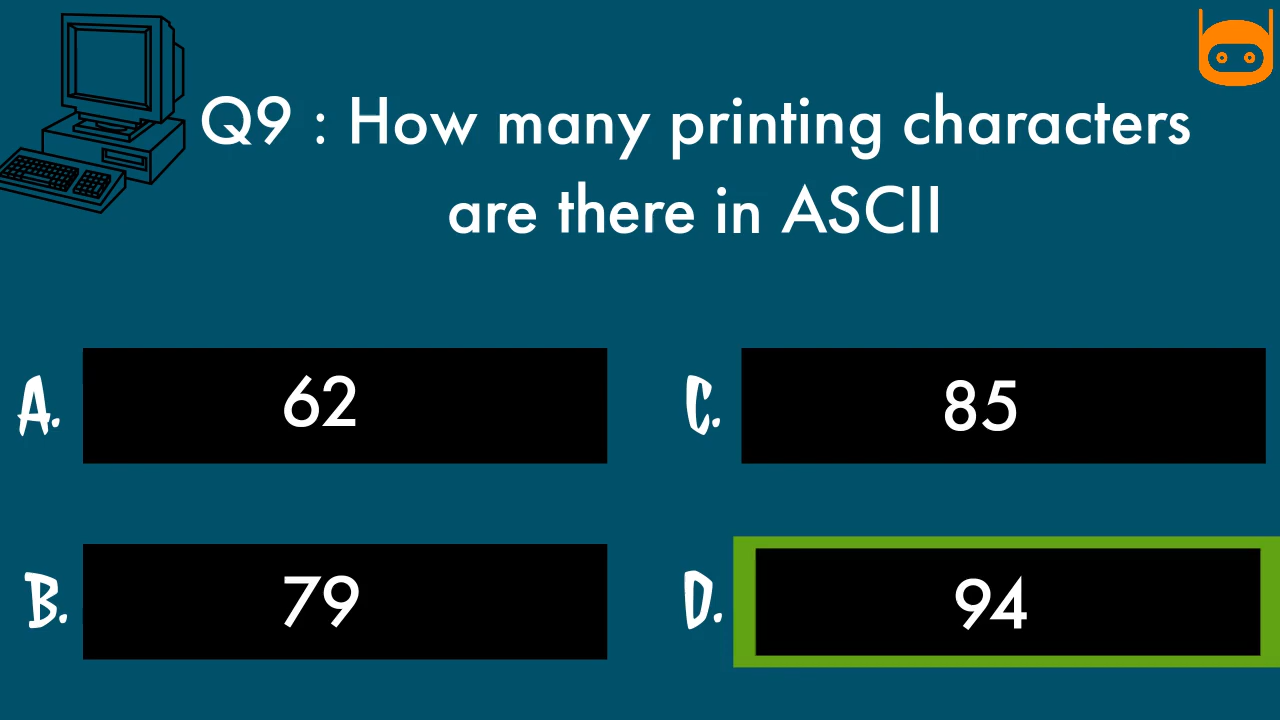 Q9 : How many printing characters
are there in ASCII
A. 62
C. 85
B. 79
D. 94